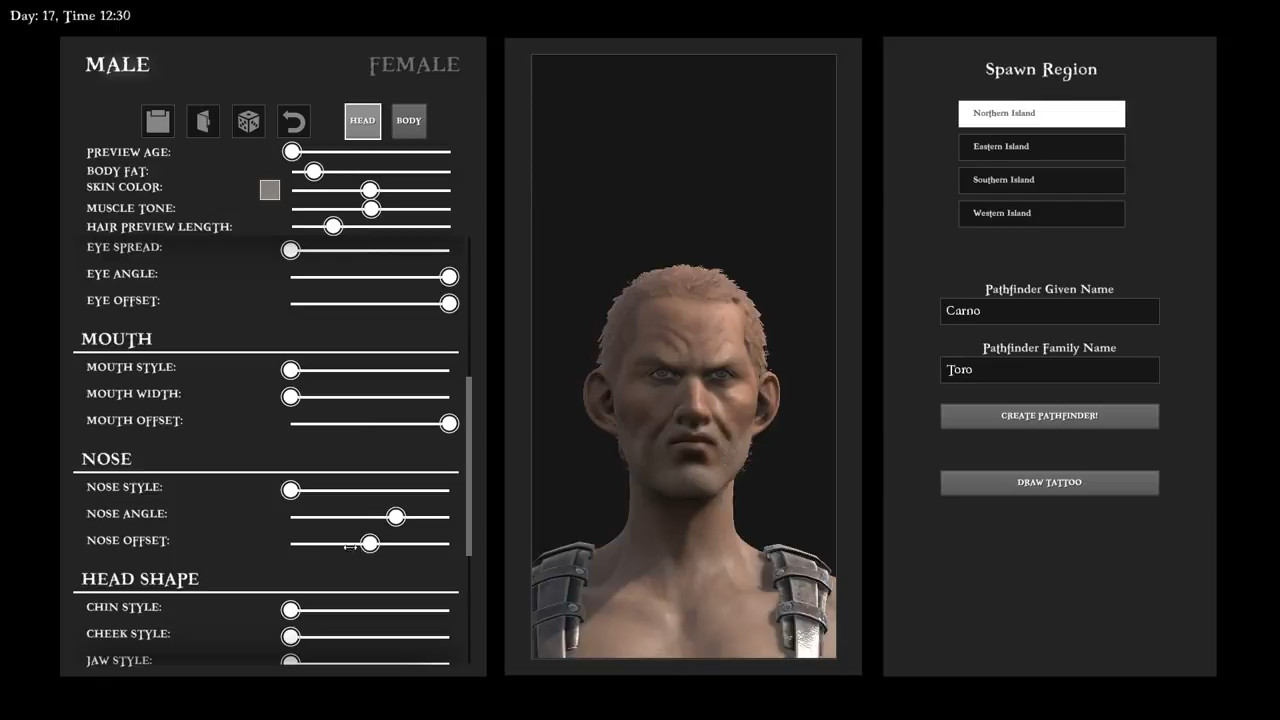 Day: 17, Time 12:30
MALE
FEMALE
HEAD
BODY
PREVIEW AGE:
BODY FAT:
SKIN COLOR:
MUSCLE TONE:
HAIR PREVIEW LENGTH:
EYE SPREAD:
EYE ANGLE:
EYE OFFSET:
MOUTH
MOUTH STYLE:
MOUTH WIDTH:
MOUTH OFFSET:
NOSE
NOSE STYLE:
NOSE ANGLE:
NOSE OFFSET:
HEAD SHAPE
CHIN STYLE:
CHEEK STYLE:
JAW STYLE:
Spawn Region
Northern Island
Eastern Island
Southern Island
Western Island
Pathfinder Given Name
Carno
Pathfinder Family Name
Toro
CREATE PATHFINDER!
DRAW TATTOO